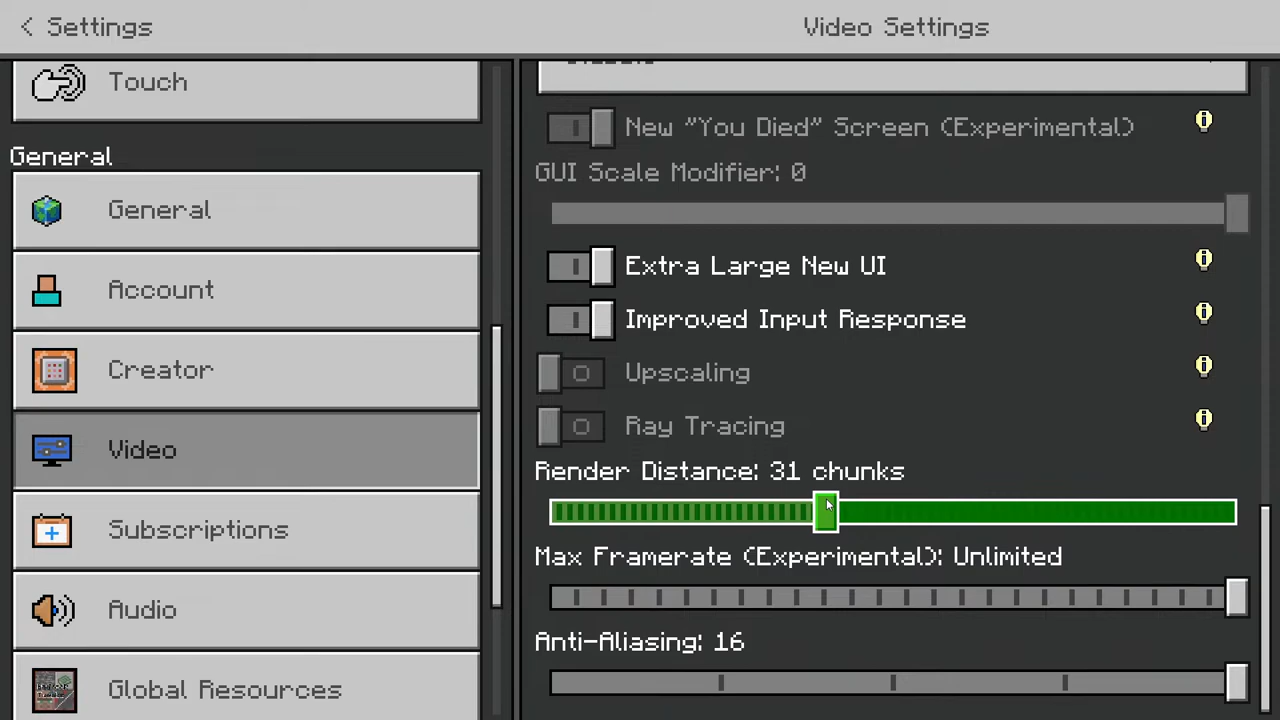 < Settings
Video Settings
Touch
General
General
Account
Creator
Video
Subscriptions
Audio
Global Resources
New "You Died" Screen (Experimental)
GUI Scale Modifier: 0
Extra Large New UI
Improved Input Response
Upscaling
Ray Tracing
Render Distance: 31 chunks
Max Framerate (Experimental): Unlimited
Anti-Aliasing: 16